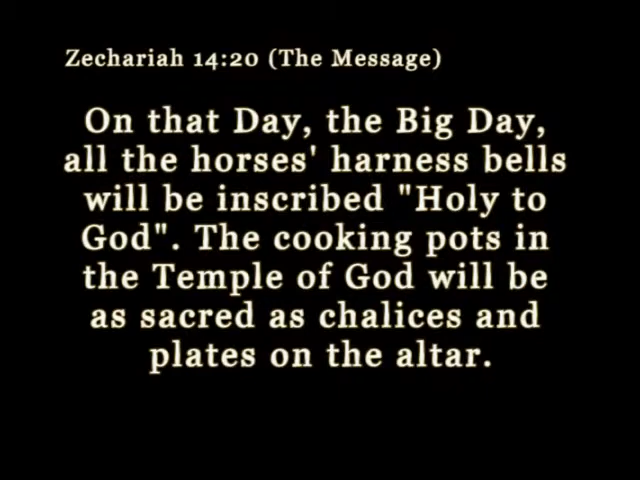 Zechariah 14:20 (The Message)
On that Day, the Big Day,
all the horses' harness bells
will be inscribed "Holy to
God". The cooking pots in
the Temple of God will be
as sacred as chalices and
plates on the altar.